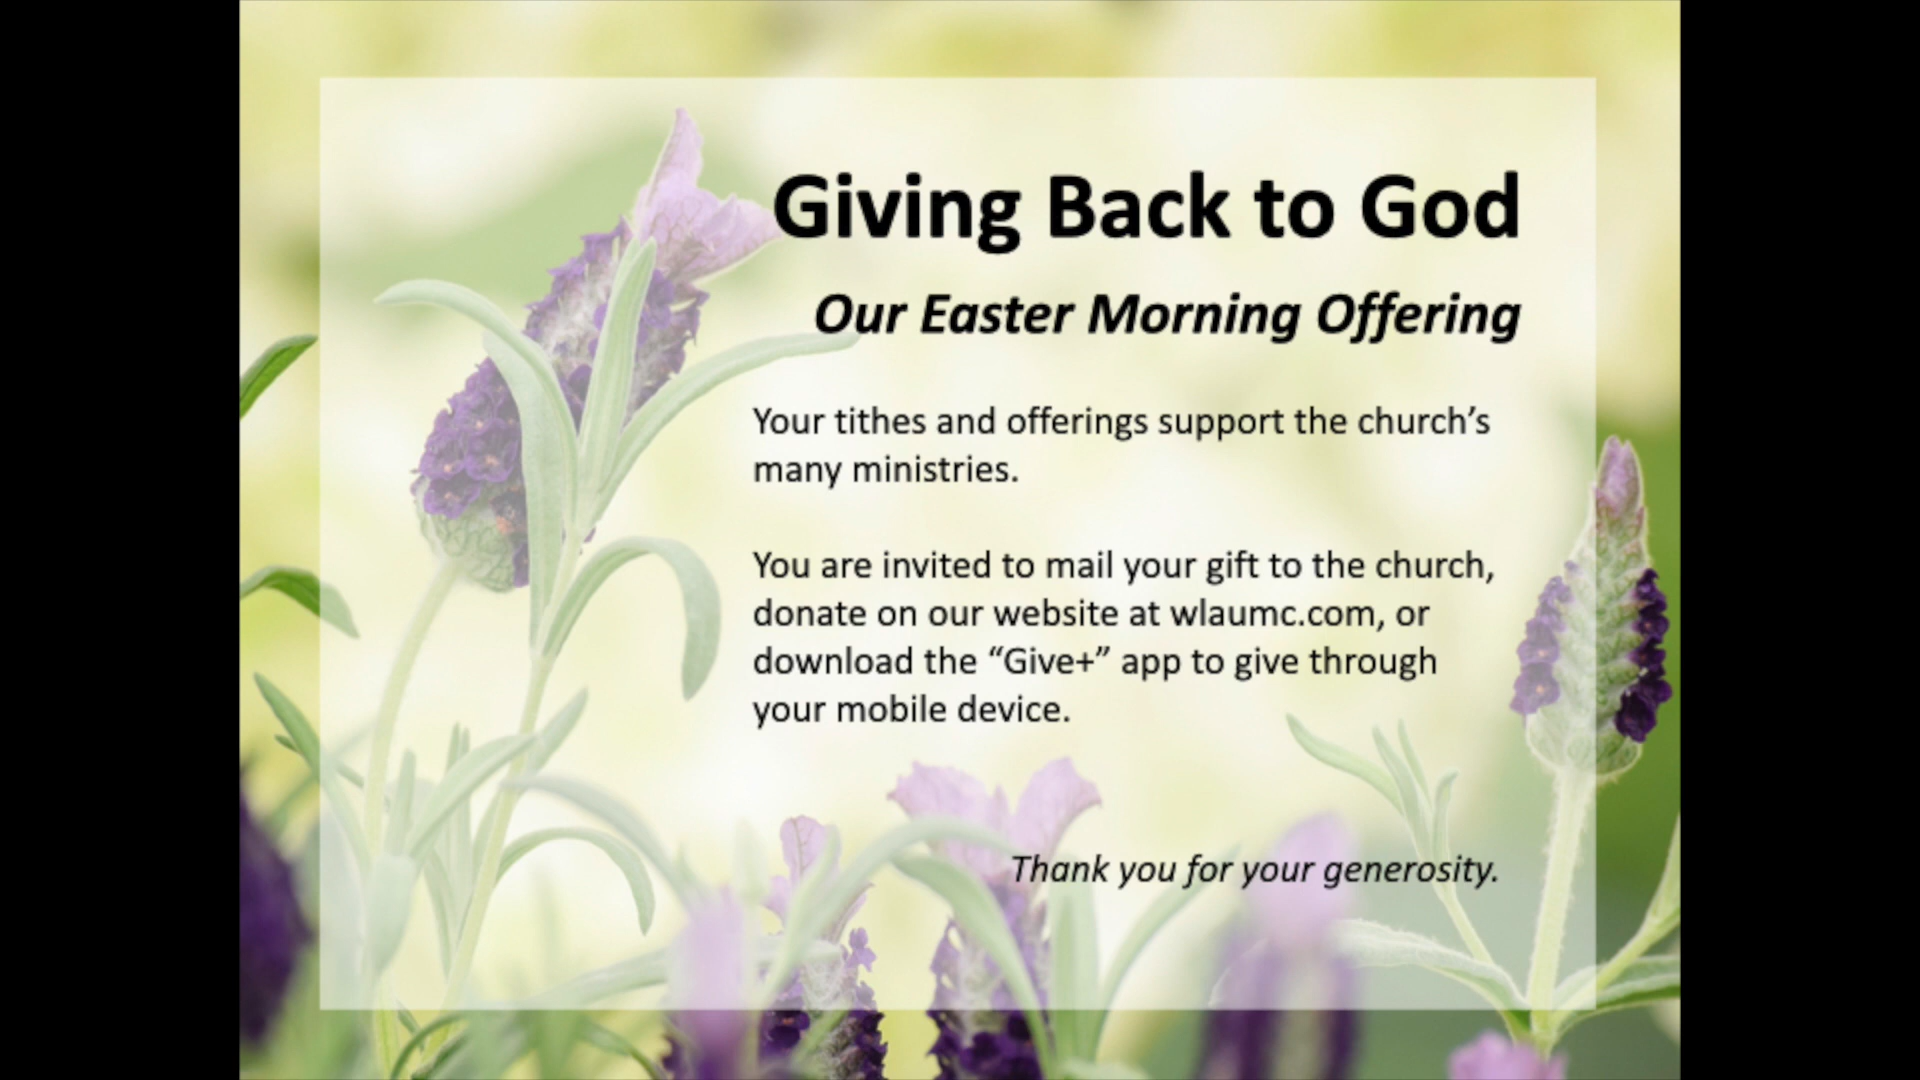 Giving Back to God
Our Easter Morning Offering
Your tithes and offerings support the church’s
many ministries.
You are invited to mail your gift to the church,
donate on our website at wlaumc.com, or
download the “Give+” app to give through
your mobile device.
Thank you for your generosity.